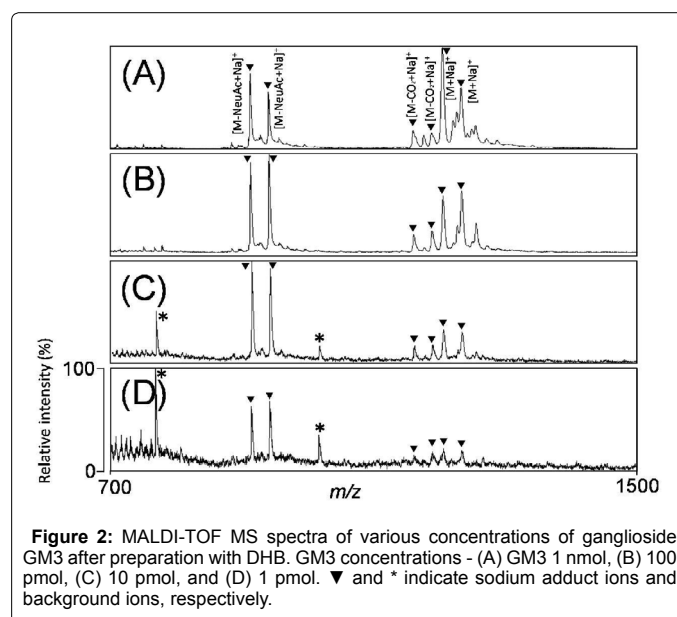 (A)
[M-NeuAc+Na]⁺
[M-NeuAc+Na]⁻
[M-CO₂+Na]⁺
[M-CO₂+Na]⁺
[M+Na]⁺
[M+Na]⁺
(B)
(C)
*
*
Relative intensity (%)
100
(D)
*
*
0
700
m/z
1500
Figure 2: MALDI-TOF MS spectra of various concentrations of ganglioside
GM3 after preparation with DHB. GM3 concentrations - (A) GM3 1 nmol, (B) 100
pmol, (C) 10 pmol, and (D) 1 pmol. ▼ and * indicate sodium adduct ions and
background ions, respectively.